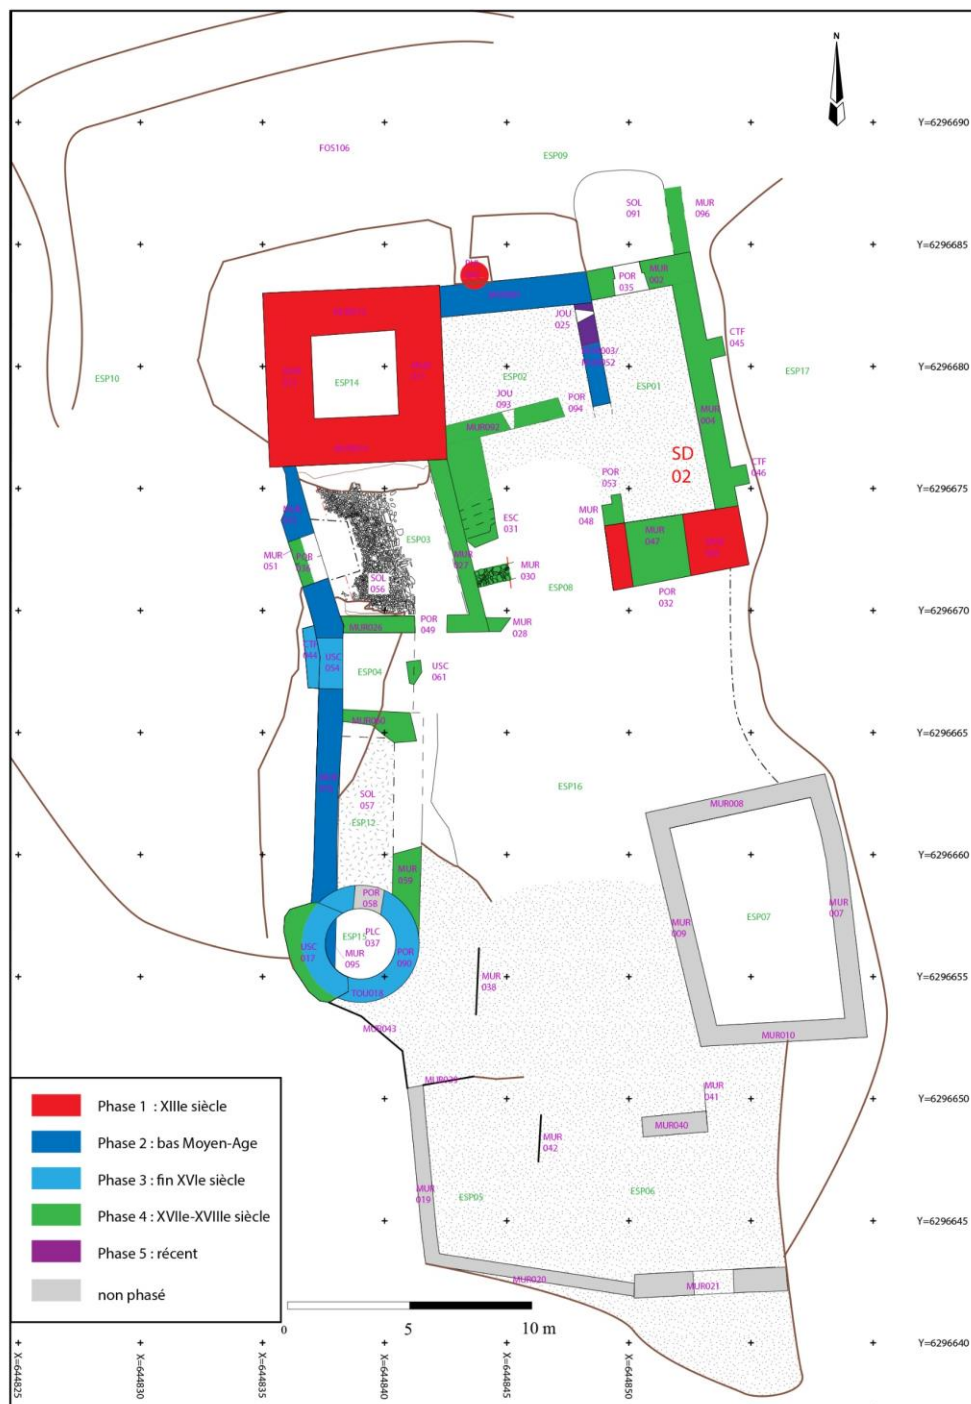 N
Y=6296690
FOS106
ESP09
SOL
091
MUR
096
Y=6296685
POR
035
MUR
002
JOU
025
CTF
045
ESP10
ESP14
ESP02
ESP01
ESP17
Y=6296680
JOU
093
POR
094
MUR092
MUR
004
SD
02
CTF
046
POR
053
Y=6296675
MUR
048
ESC
031
MUR
047
ESP03
MUR
051
MUR
027
MUR
030
SOL
056
ESP08
POR
032
Y=6296670
MUR026
POR
049
MUR
028
CTF
044
USC
054
ESP04
USC
061
MUR060
Y=6296665
ESP16
SOL
057
ESP12
MUR008
MUR
059
Y=6296660
POR
058
MUR
009
ESP07
MUR
007
PLC
037
ESP15
USC
017
MUR
095
POR
090
Y=6296655
TOU018
MUR
038
MUR043
MUR010
MUR039
MUR
041
Y=6296650
MUR040
MUR
042
MUR
019
ESP05
ESP06
Y=6296645
MUR020
MUR021
Y=6296640
Phase 1 : XIIIe siècle
Phase 2 : bas Moyen-Age
Phase 3 : fin XVIe siècle
Phase 4 : XVIIe-XVIIIe siècle
Phase 5 : récent
non phasé
0
5
10 m
X=644825
X=644830
X=644835
X=644840
X=644845
X=644850